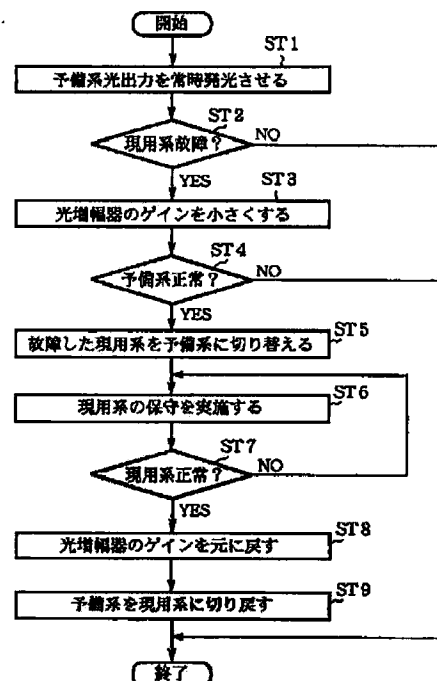 開始
ST1
予備系光出力を常時発光させる
ST2
現用系故障?
NO
YES
ST3
光増幅器のゲインを小さくする
ST4
予備系正常?
NO
YES
ST5
故障した現用系を予備系に切り替える
ST6
現用系の保守を実施する
ST7
現用系正常?
NO
YES
ST8
光増幅器のゲインを元に戻す
ST9
予備系を現用系に切り戻す
終了